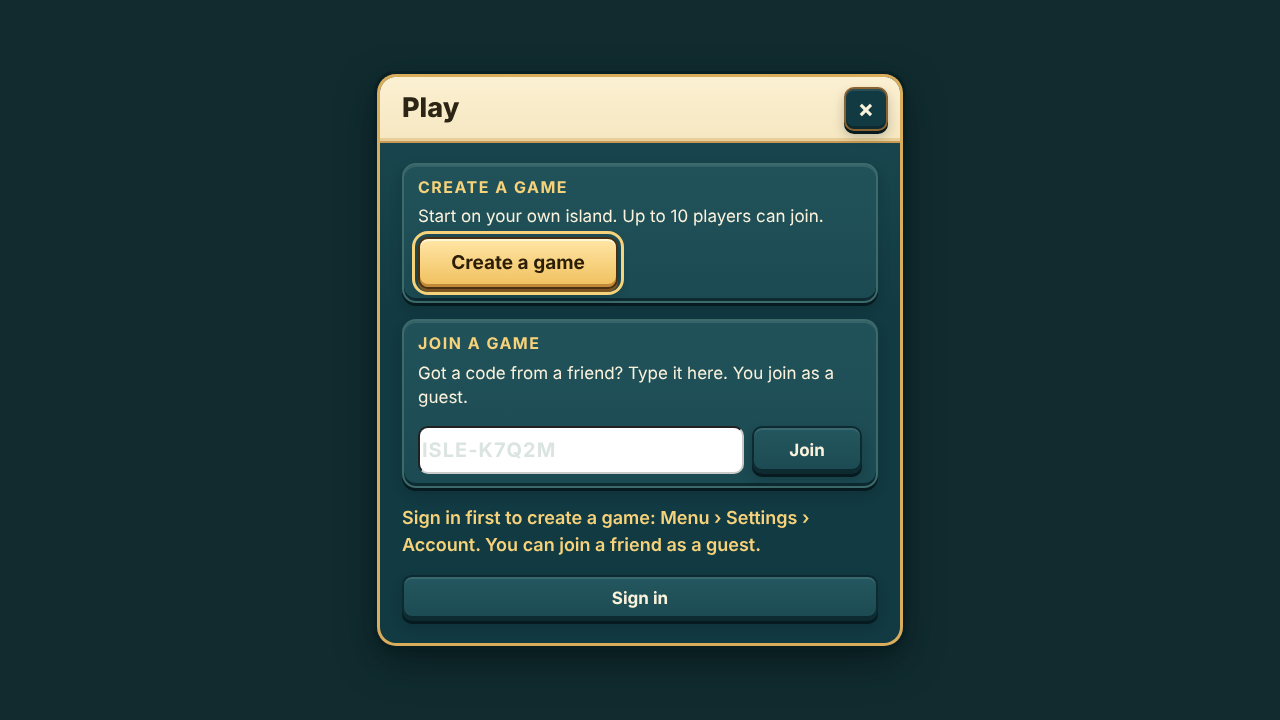 Play
×
CREATE A GAME
Start on your own island. Up to 10 players can join.
Create a game
JOIN A GAME
Got a code from a friend? Type it here. You join as a
guest.
ISLE-K7Q2M
Join
Sign in first to create a game: Menu › Settings ›
Account. You can join a friend as a guest.
Sign in